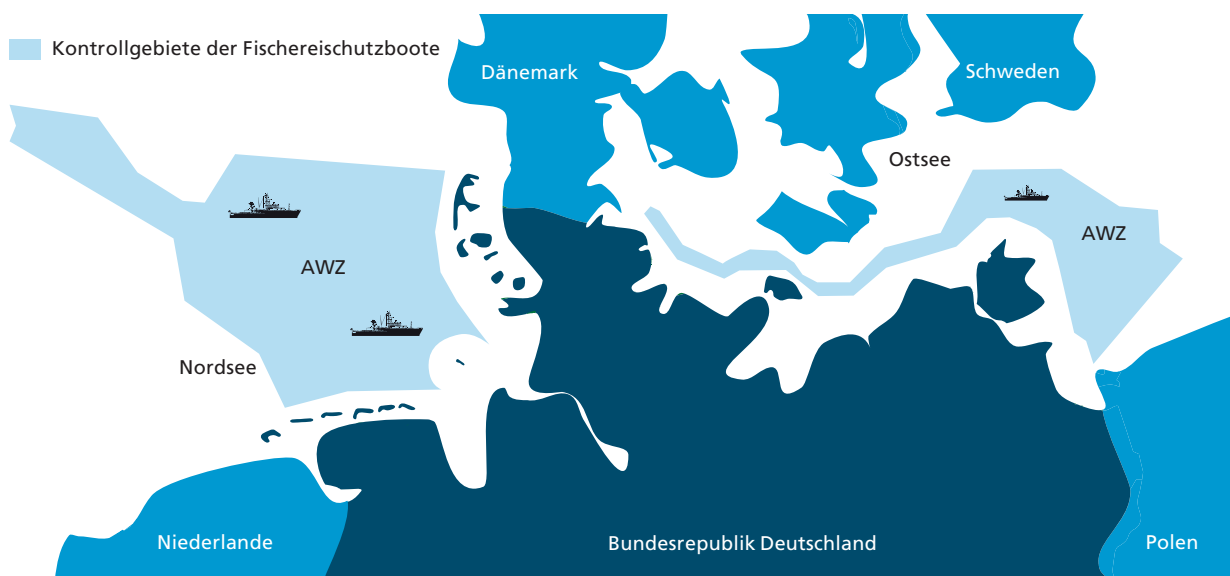 Kontrollgebiete der Fischereischutzboote
Dänemark
Schweden
Ostsee
AWZ
AWZ
Nordsee
Niederlande
Bundesrepublik Deutschland
Polen